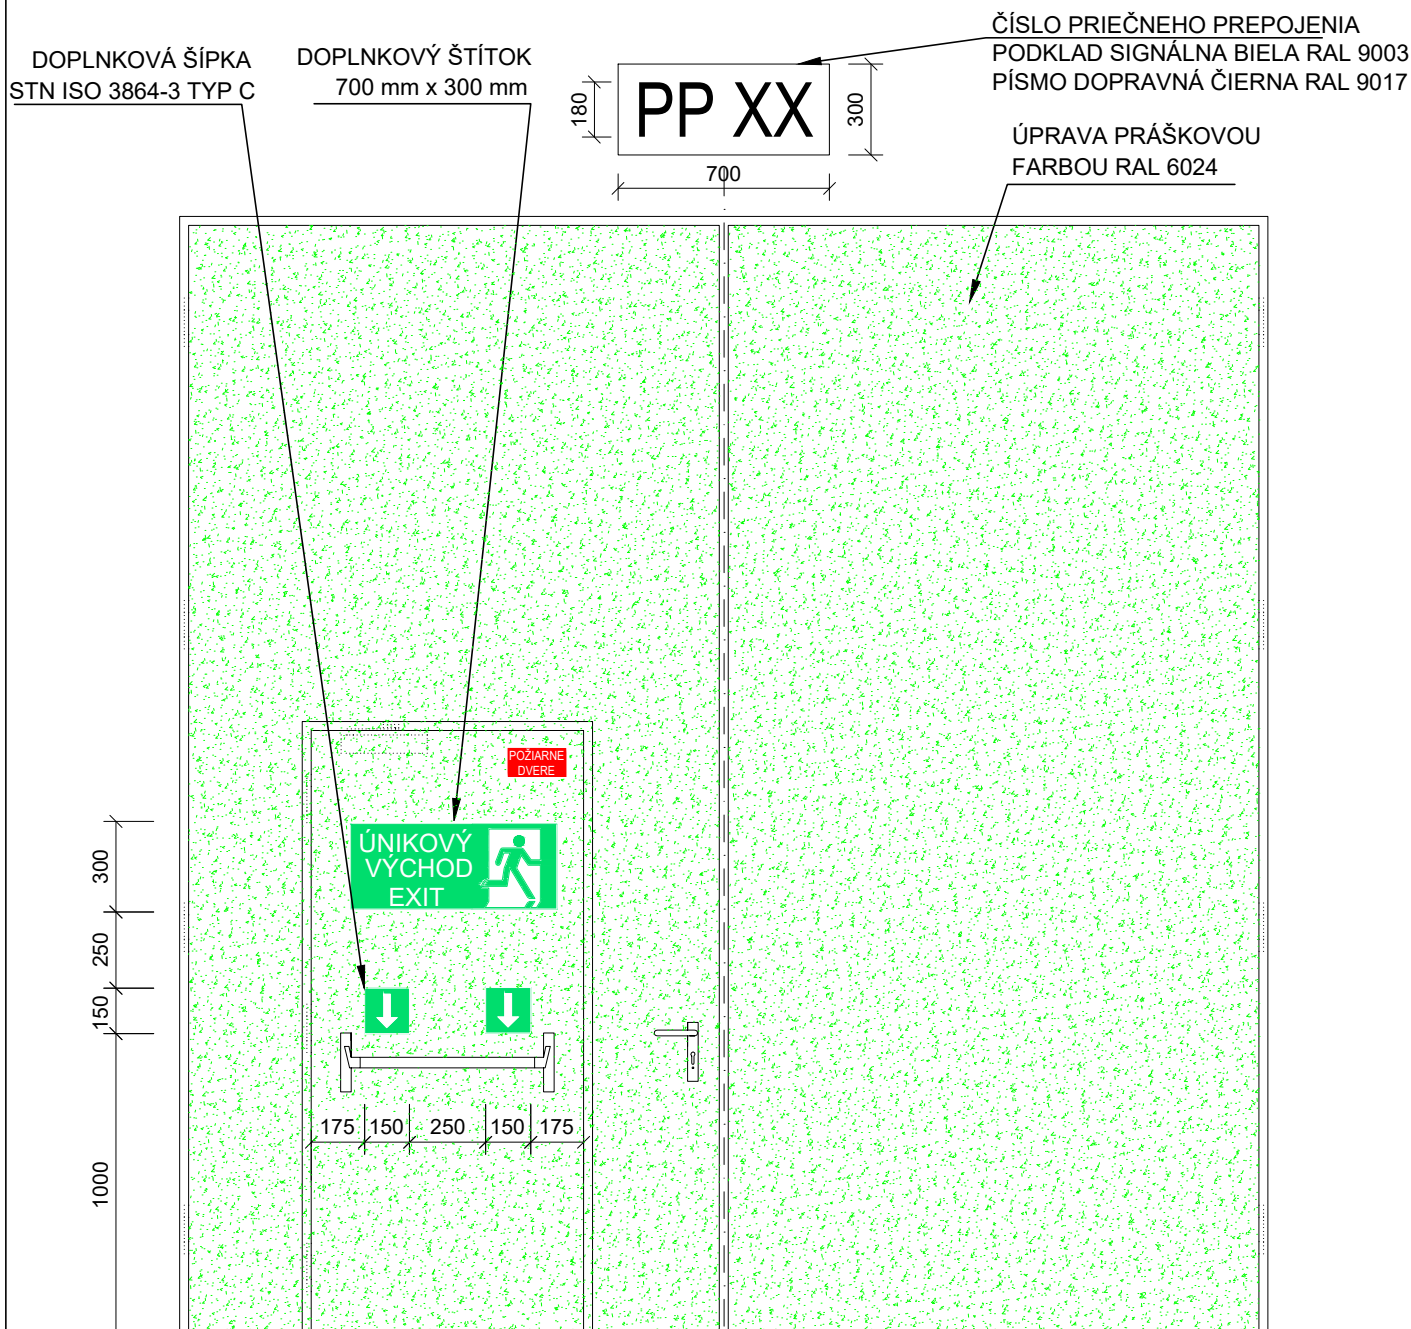 ČÍSLO PRIEČNEHO PREPOJENIA
PODKLAD SIGNÁLNA BIELA RAL 9003
PÍSMO DOPRAVNÁ ČIERNA RAL 9017
DOPLNKOVÁ ŠÍPKA
STN ISO 3864-3 TYP C
DOPLNKOVÝ ŠTÍTOK
700 mm x 300 mm
180
PP XX
300
700
ÚPRAVA PRÁŠKOVOU
FARBOU RAL 6024
POŽIARNE
DVERE
ÚNIKOVÝ
VÝCHOD
EXIT
300
250
150
1000
175
150
250
150
175